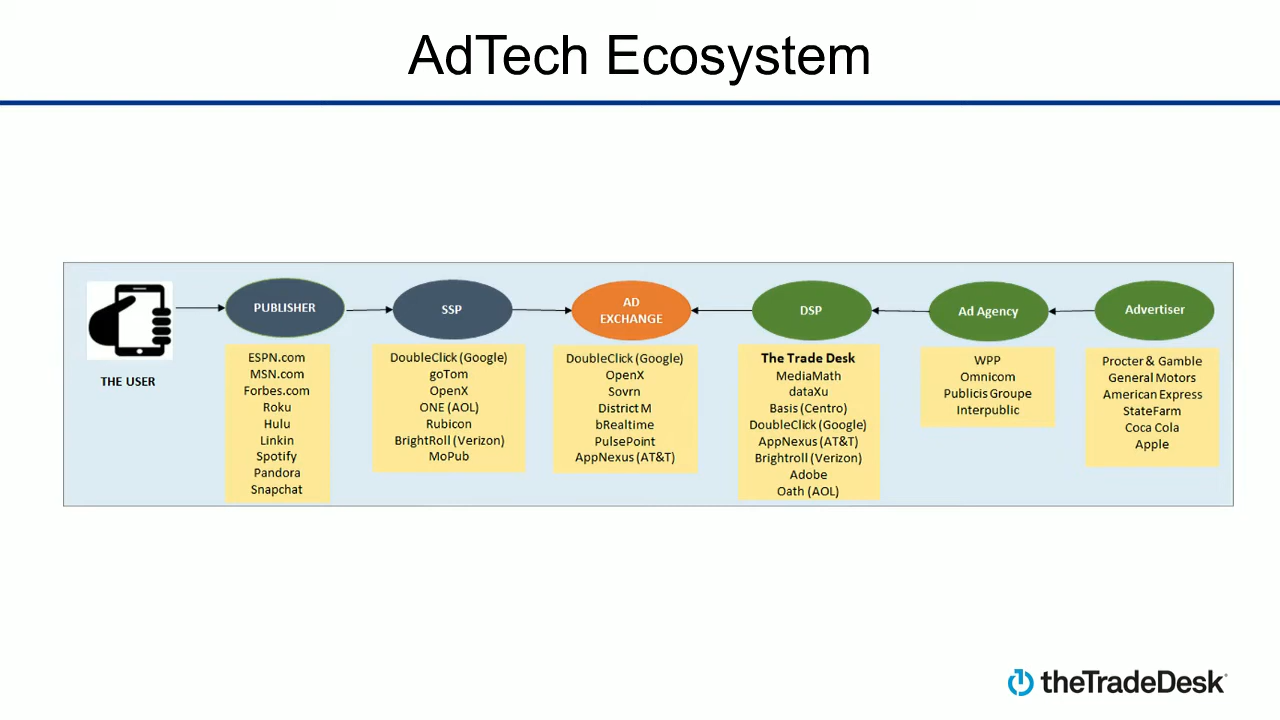 AdTech Ecosystem
THE USER
PUBLISHER
ESPN.com
MSN.com
Forbes.com
Roku
Hulu
Linkin
Spotify
Pandora
Snapchat
SSP
DoubleClick (Google)
goTom
OpenX
ONE (AOL)
Rubicon
BrightRoll (Verizon)
MoPub
AD
EXCHANGE
DoubleClick (Google)
OpenX
Sovrn
District M
bRealtime
PulsePoint
AppNexus (AT&T)
DSP
The Trade Desk
MediaMath
dataXu
Basis (Centro)
DoubleClick (Google)
AppNexus (AT&T)
Brightroll (Verizon)
Adobe
Oath (AOL)
Ad Agency
WPP
Omnicom
Publicis Groupe
Interpublic
Advertiser
Procter & Gamble
General Motors
American Express
StateFarm
Coca Cola
Apple
theTradeDesk